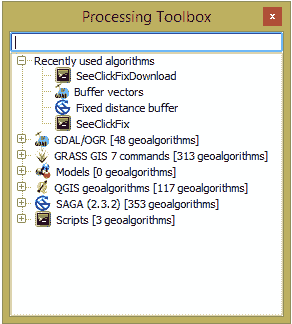 Processing Toolbox
x
Recently used algorithms
SeeClickFixDownload
Buffer vectors
Fixed distance buffer
SeeClickFix
GDAL/OGR [48 geoalgorithms]
GRASS GIS 7 commands [313 geoalgorithms]
Models [0 geoalgorithms]
QGIS geoalgorithms [117 geoalgorithms]
SAGA (2.3.2) [353 geoalgorithms]
Scripts [3 geoalgorithms]